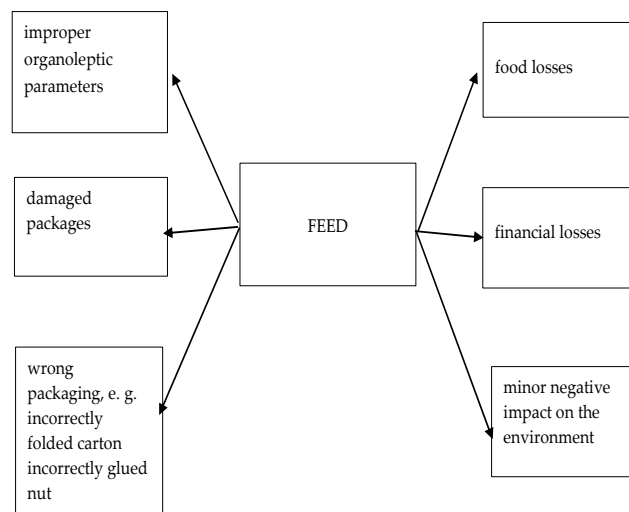 improper
organoleptic
parameters
damaged
packages
wrong
packaging, e. g.
incorrectly
folded carton
incorrectly glued
nut
FEED
food losses
financial losses
minor negative
impact on the
environment